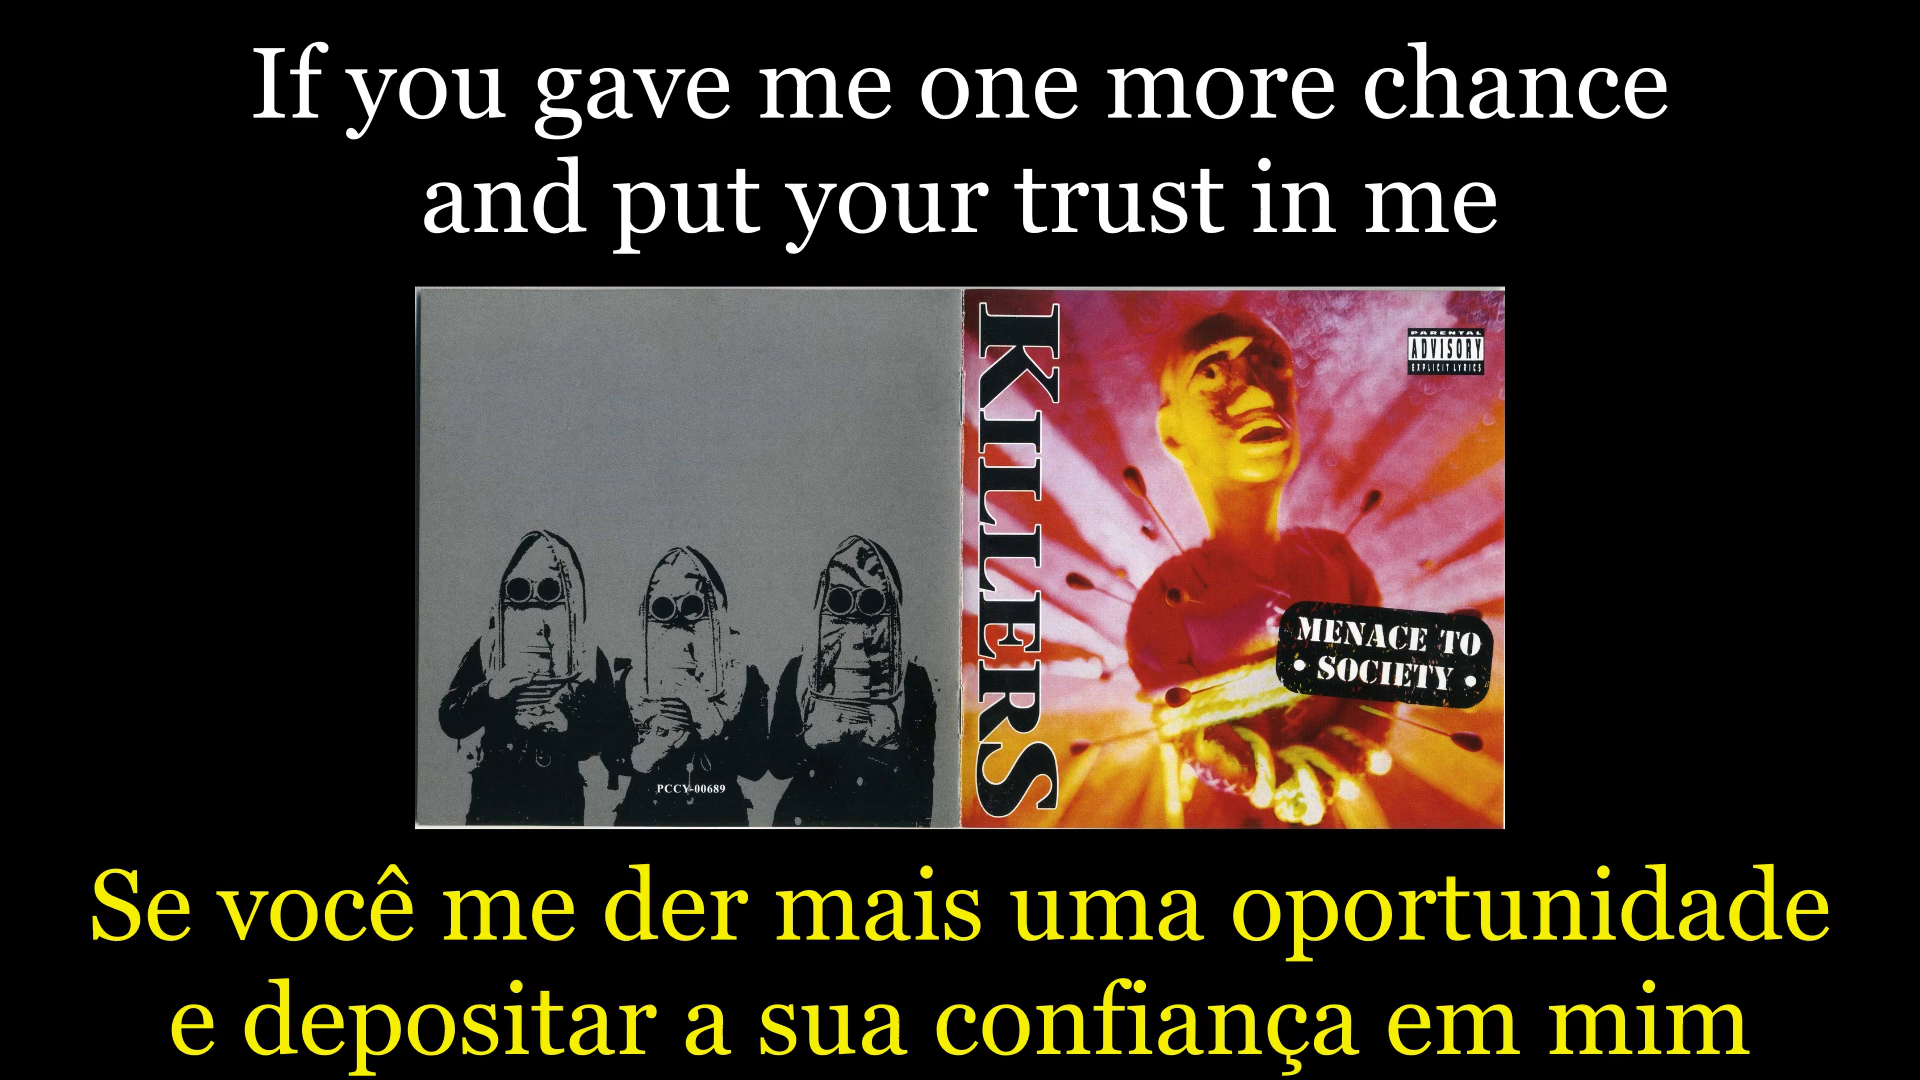 If you gave me one more chance
and put your trust in me
KILLERS
PARENTAL
ADVISORY
EXPLICIT LYRICS
MENACE TO
• SOCIETY •
PCCY-00689
Se você me der mais uma oportunidade
e depositar a sua confiança em mim